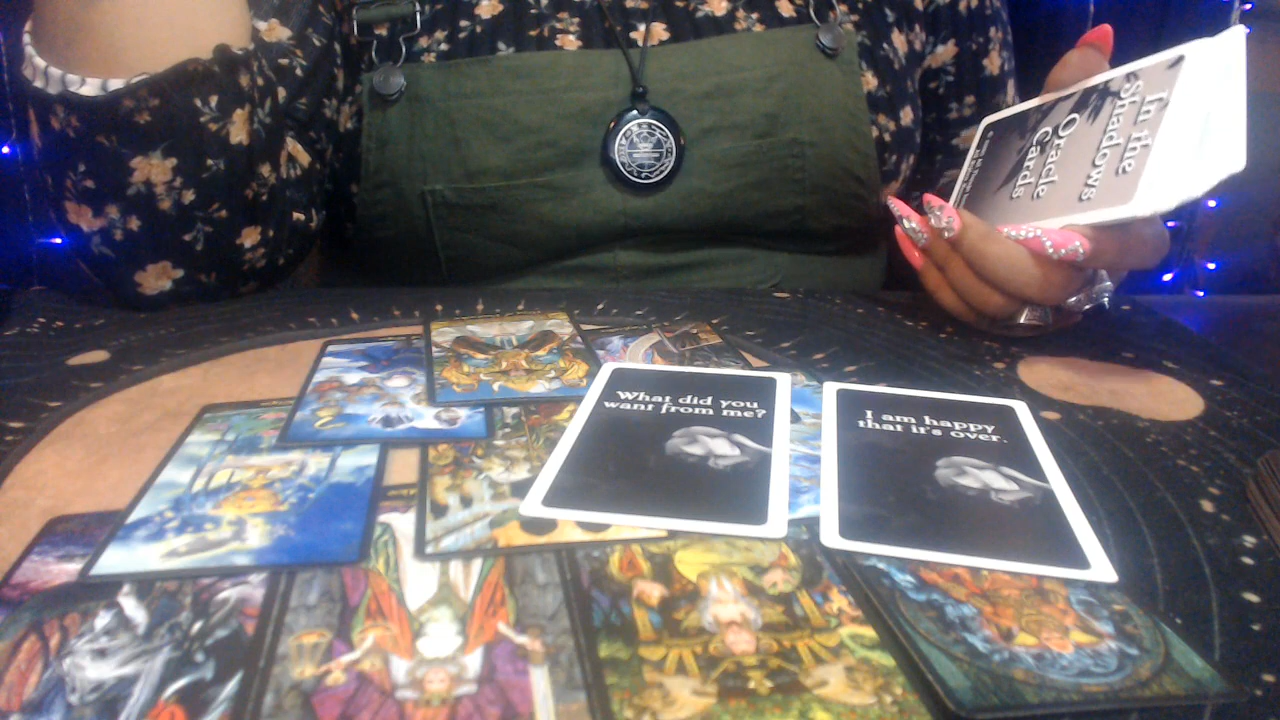 In the
Shadows
Oracle
Cards
What did you
want from me?
I am happy
that it's over.